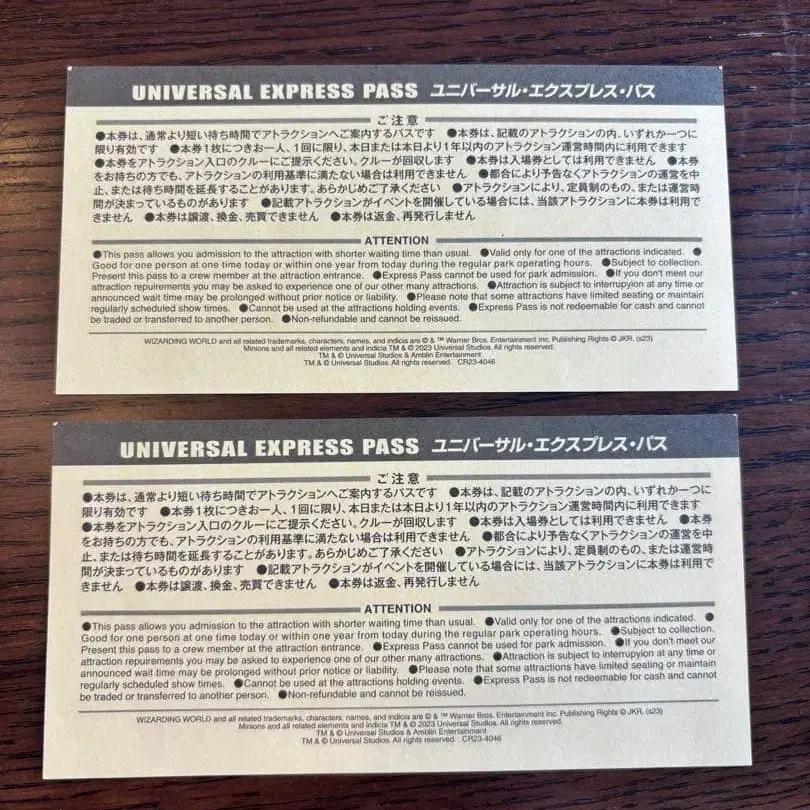 UNIVERSAL EXPRESS PASS ユニバーサル・エクスプレス・パス
ご注意
●本券は、通常より短い待ち時間でアトラクションへご案内するパスです ●本券は、記載のアトラクションの内、いずれか一つに
限り有効です ●本券1枚につきお一人、1回に限り、本日または本日より1年以内のアトラクション運営時間内に利用できます
●本券をアトラクション入口のクルーにご提示ください。クルーが回収します ●本券は入場券としては利用できません ●本券
をお持ちの方でも、アトラクションの利用基準に満たない場合は利用できません ●都合により予告なくアトラクションの運営を中
止、または待ち時間を延長することがあります。あらかじめご了承ください ●アトラクションにより、定員制のもの、または運営時
間が決まっているものがあります ●記載アトラクションがイベントを開催している場合には、当該アトラクションに本券は利用で
きません ●本券は譲渡、換金、売買できません ●本券は返金、再発行しません
ATTENTION
●This pass allows you admission to the attraction with shorter waiting time than usual. ●Valid only for one of the attractions indicated. ●
Good for one person at one time today or within one year from today during the regular park operating hours. ●Subject to collection.
Present this pass to a crew member at the attraction entrance. ●Express Pass cannot be used for park admission. ●If you don't meet our
attraction repuirements you may be asked to experience one of our other many attractions. ●Attraction is subject to interrupyion at any time or
announced wait time may be prolonged without prior notice or liability. ●Please note that some attractions have limited seating or maintain
regularly scheduled show times. ●Cannot be used at the attractions holding events. ●Express Pass is not redeemable for cash and cannot
be traded or transferred to another person. ●Non-refundable and cannot be reissued.
WIZARDING WORLD and all related trademarks, characters, names, and indicia are © & ™ Warner Bros. Entertainment Inc. Publishing Rights © JKR. (s23)
Minions and all related elements and indicia TM & © 2023 Universal Studios. All rights reserved.
TM & © Universal Studios & Amblin Entertainment
TM & © Universal Studios. All rights reserved. CR23-4046
UNIVERSAL EXPRESS PASS ユニバーサル・エクスプレス・パス
ご注意
●本券は、通常より短い待ち時間でアトラクションへご案内するパスです ●本券は、記載のアトラクションの内、いずれか一つに
限り有効です ●本券1枚につきお一人、1回に限り、本日または本日より1年以内のアトラクション運営時間内に利用できます
●本券をアトラクション入口のクルーにご提示ください。クルーが回収します ●本券は入場券としては利用できません ●本券
をお持ちの方でも、アトラクションの利用基準に満たない場合は利用できません ●都合により予告なくアトラクションの運営を中
止、または待ち時間を延長することがあります。あらかじめご了承ください ●アトラクションにより、定員制のもの、または運営時
間が決まっているものがあります ●記載アトラクションがイベントを開催している場合には、当該アトラクションに本券は利用で
きません ●本券は譲渡、換金、売買できません ●本券は返金、再発行しません
ATTENTION
●This pass allows you admission to the attraction with shorter waiting time than usual. ●Valid only for one of the attractions indicated. ●
Good for one person at one time today or within one year from today during the regular park operating hours. ●Subject to collection.
Present this pass to a crew member at the attraction entrance. ●Express Pass cannot be used for park admission. ●If you don't meet our
attraction repuirements you may be asked to experience one of our other many attractions. ●Attraction is subject to interrupyion at any time or
announced wait time may be prolonged without prior notice or liability. ●Please note that some attractions have limited seating or maintain
regularly scheduled show times. ●Cannot be used at the attractions holding events. ●Express Pass is not redeemable for cash and cannot
be traded or transferred to another person. ●Non-refundable and cannot be reissued.
WIZARDING WORLD and all related trademarks, characters, names, and indicia are © & ™ Warner Bros. Entertainment Inc. Publishing Rights © JKR. (s23)
Minions and all related elements and indicia TM & © 2023 Universal Studios. All rights reserved.
TM & © Universal Studios & Amblin Entertainment
TM & © Universal Studios. All rights reserved. CR23-4046